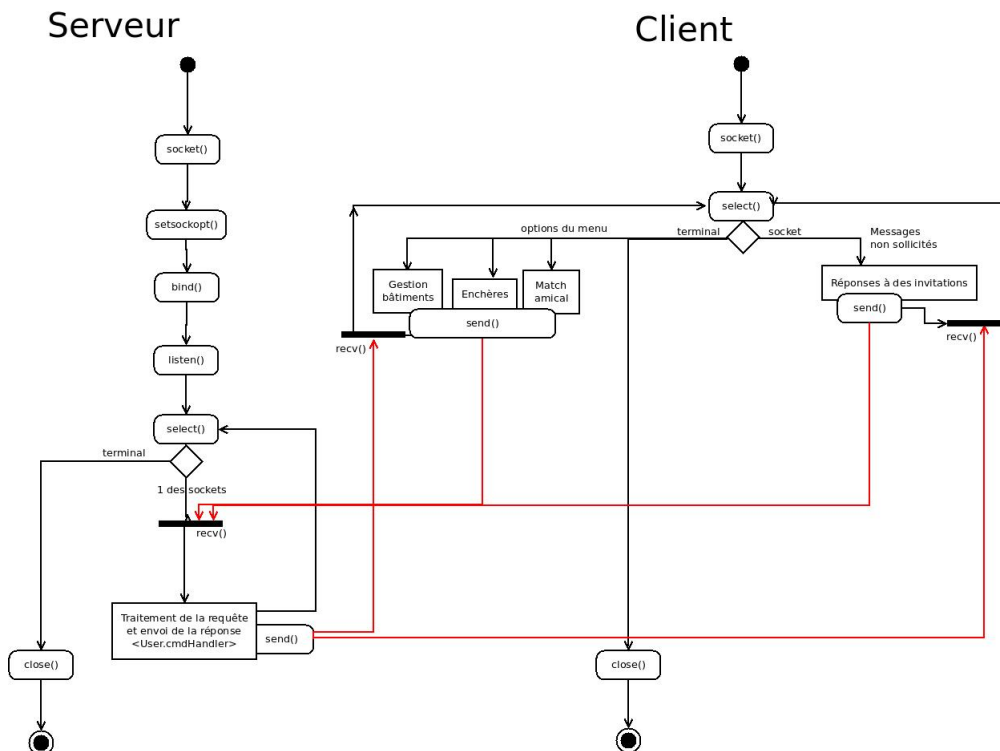 Serveur
Client
socket()
setsockopt()
bind()
listen()
select()
terminal
1 des sockets
recv()
Traitement de la requête
et envoi de la réponse
<User.cmdHandler>
send()
close()
socket()
select()
options du menu
terminal
socket
Messages
non sollicités
Gestion
bâtiments
Enchères
Match
amical
send()
recv()
Réponses à des invitations
send()
recv()
close()